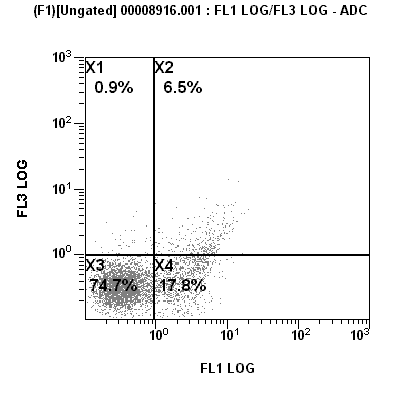 (F1)[Ungated] 00008916.001 : FL1 LOG/FL3 LOG - ADC
10³
X1 X2
0.9% 6.5%
10²
FL3 LOG
10¹
10⁰
X3 X4
74.7% 17.8%
10⁰ 10¹ 10² 10³
FL1 LOG